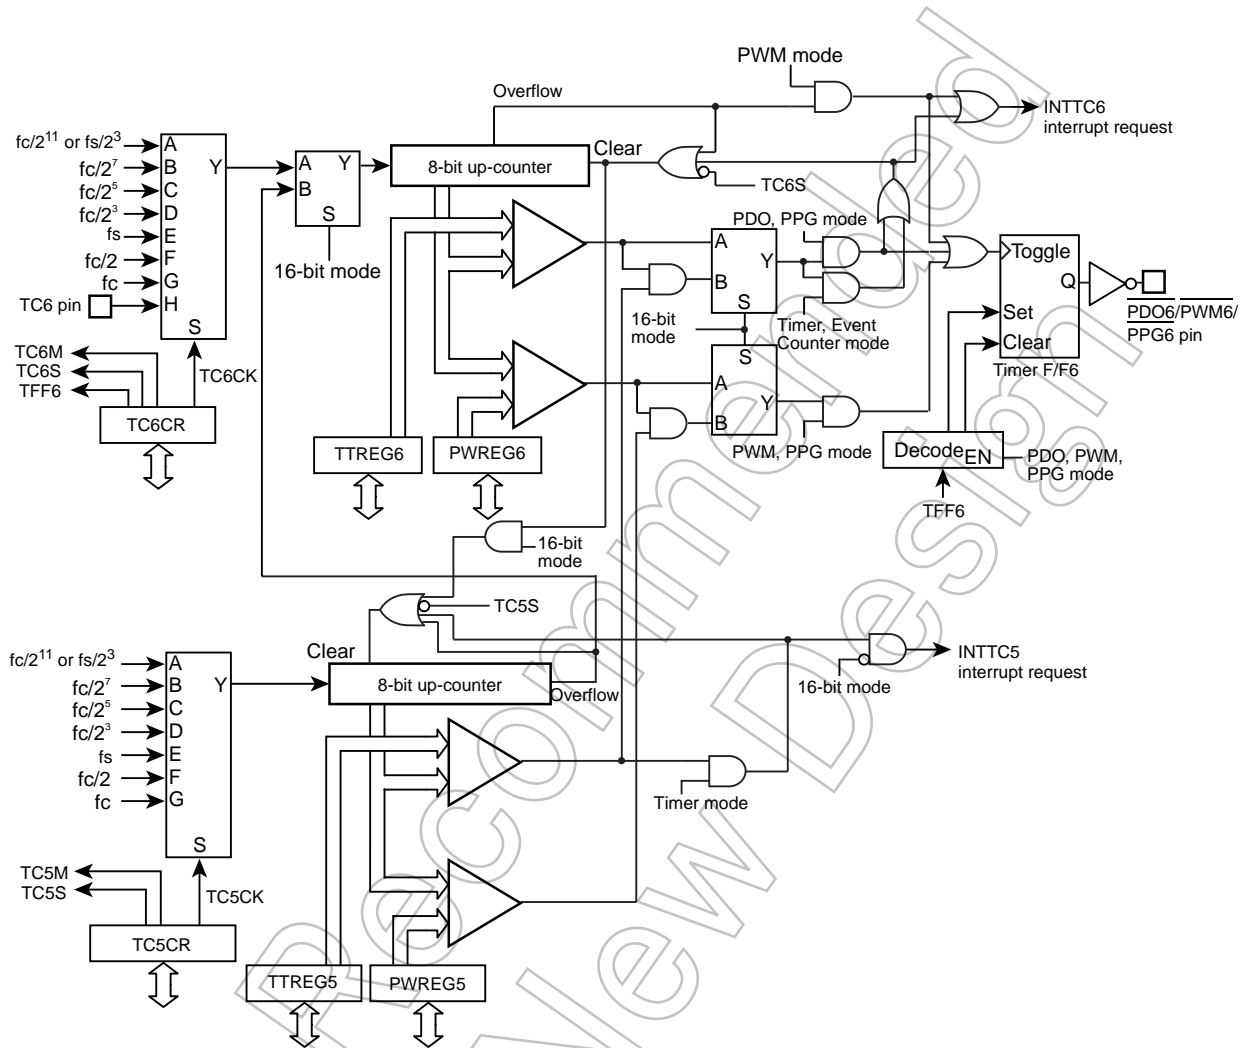 PWM mode
Overflow
INTTC6
interrupt request
fc/2¹¹ or fs/2³
fc/2⁷
fc/2⁵
fc/2³
fs
fc/2
fc
TC6 pin
A
B
C
D
E
F
G
H
Y
S
A
B
Y
S
16-bit mode
8-bit up-counter
Clear
TC6S
PDO, PPG mode
A
B
Y
S
16-bit
mode
Timer, Event
Counter mode
S
A
B
Y
PWM, PPG mode
Toggle
Q
Set
Clear
Timer F/F6
PDO6/PWM6/
PPG6 pin
Decode
EN
PDO, PWM,
PPG mode
TFF6
TC6M
TC6S
TFF6
TC6CK
TC6CR
TTREG6
PWREG6
16-bit
mode
TC5S
fc/2¹¹ or fs/2³
fc/2⁷
fc/2⁵
fc/2³
fs
fc/2
fc
A
B
C
D
E
F
G
Y
S
Clear
8-bit up-counter
Overflow
16-bit mode
INTTC5
interrupt request
Timer mode
TC5M
TC5S
TC5CK
TC5CR
TTREG5
PWREG5
Recommended
New Design